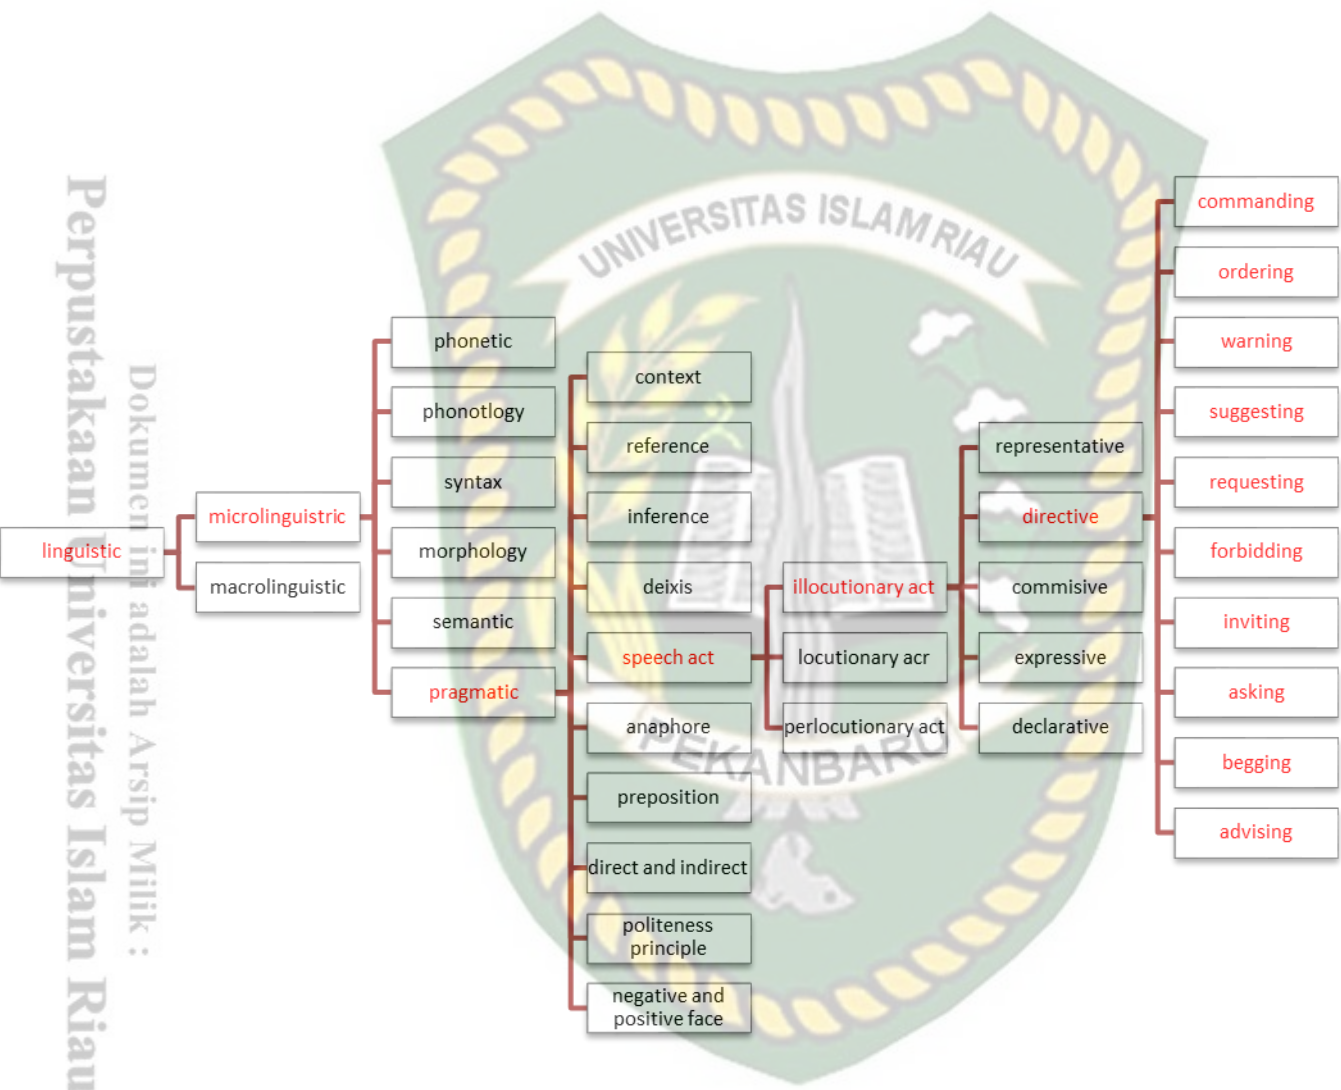 linguistic
microlinguistric
macrolinguistic
phonetic
phonotlogy
syntax
morphology
semantic
pragmatic
context
reference
inference
deixis
speech act
anaphore
preposition
direct and indirect
politeness
principle
negative and
positive face
illocutionary act
locutionary acr
perlocutionary act
representative
directive
commisive
expressive
declarative
commanding
ordering
warning
suggesting
requesting
forbidding
inviting
asking
begging
advising
UNIVERSITAS ISLAM RIAU
PEKANBARU
Dokumen ini adalah Arsip Milik :
Perpustakaan Universitas Islam Riau